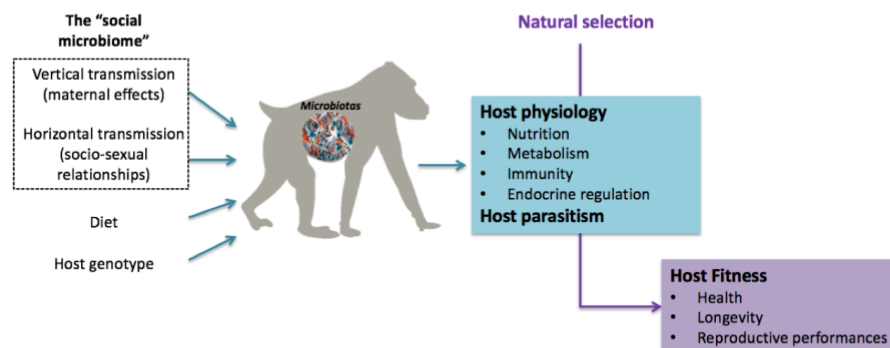 The “social
microbiome”
Vertical transmission
(maternal effects)
Horizontal transmission
(socio-sexual
relationships)
Diet
Host genotype
Microbiotas
Natural selection
Host physiology
• Nutrition
• Metabolism
• Immunity
• Endocrine regulation
Host parasitism
Host Fitness
• Health
• Longevity
• Reproductive performances